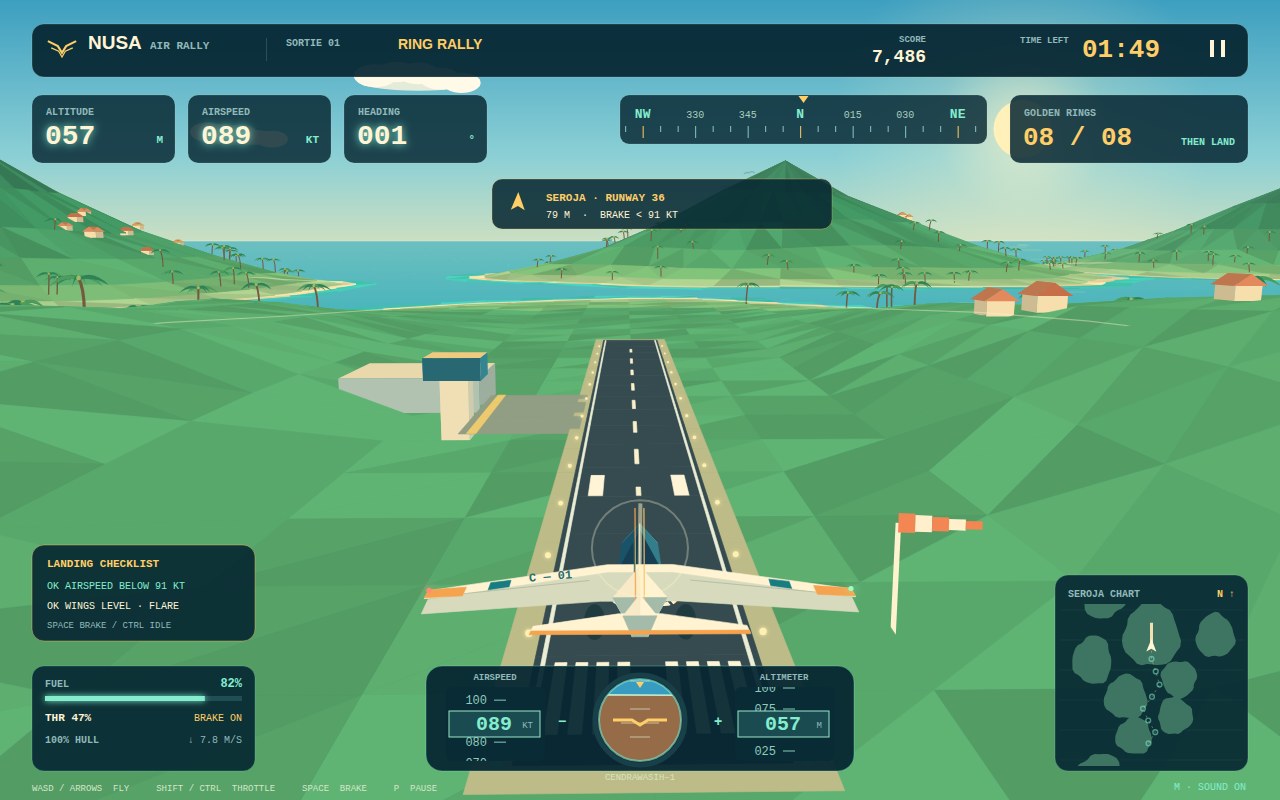 NUSA AIR RALLY SORTIE 01 RING RALLY SCORE 7,486 TIME LEFT 01:49
ALTITUDE
057 M
AIRSPEED
089 KT
HEADING
001 °
NW 330 345 N 015 030 NE
GOLDEN RINGS
08 / 08 THEN LAND
SEROJA · RUNWAY 36
79 M · BRAKE < 91 KT
C — 01
LANDING CHECKLIST
OK AIRSPEED BELOW 91 KT
OK WINGS LEVEL · FLARE
SPACE BRAKE / CTRL IDLE
SEROJA CHART N ↑
FUEL 82%
THR 47% BRAKE ON
100% HULL ↓ 7.8 M/S
AIRSPEED
100
089 KT
080
070
−
+
ALTIMETER
100
075
057 M
025
CENDRAWASIH-1
WASD / ARROWS FLY SHIFT / CTRL THROTTLE SPACE BRAKE P PAUSE
M · SOUND ON